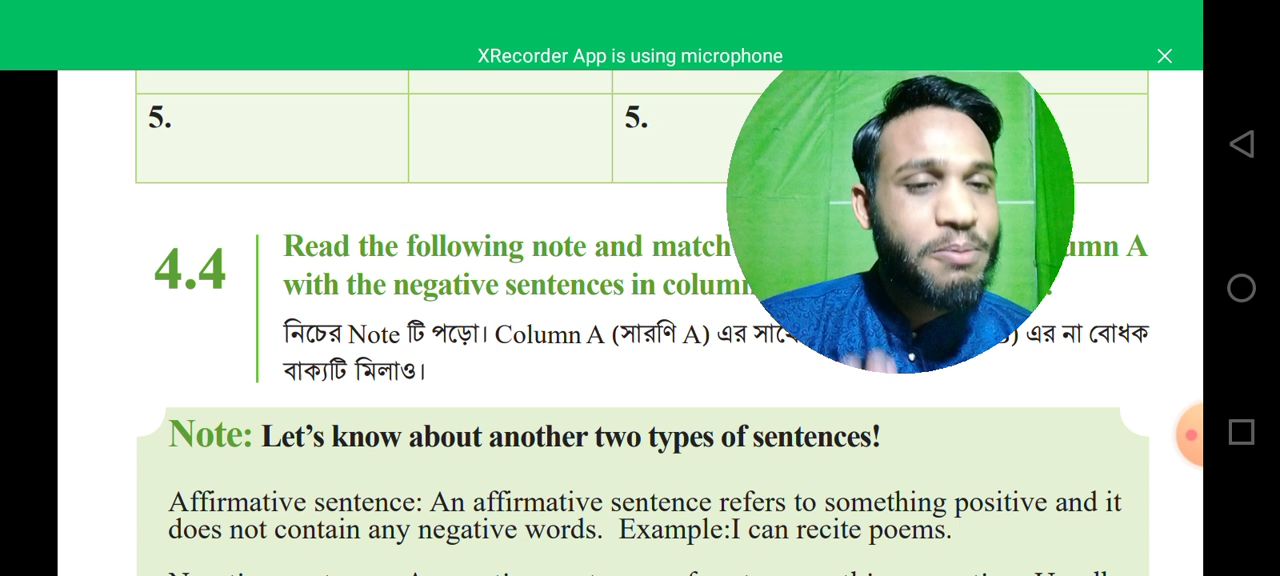 XRecorder App is using microphone
5.
5.
4.4
Read the following note and match
umn A
with the negative sentences in colum
নিচের Note টি পড়ো। Column A (সারণি A) এর
) এর না বোধক
বাক্যটি মিলাও।
Note: Let's know about another two types of sentences!
Affirmative sentence: An affirmative sentence refers to something positive and it
does not contain any negative words. Example:I can recite poems.